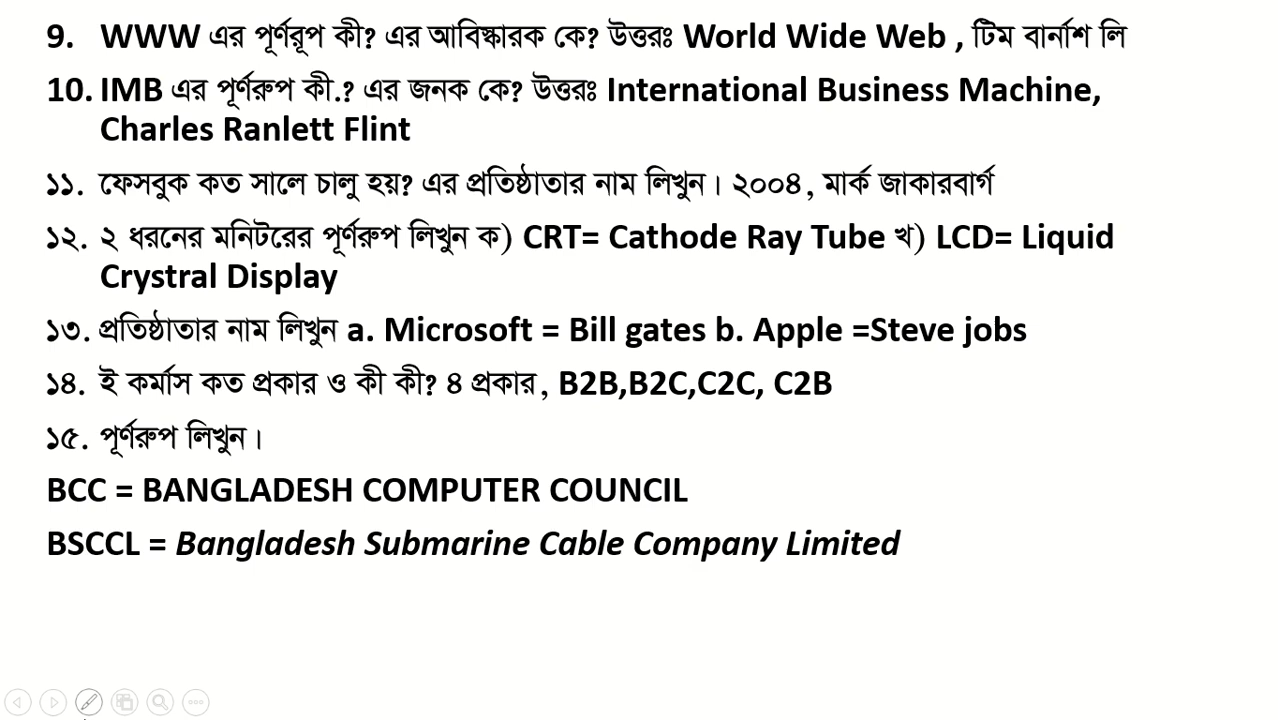 9. WWW এর পূর্ণরূপ কী? এর আবিস্কারক কে? উত্তরঃ World Wide Web , টিম বার্নাশ লি
10. IMB এর পূর্ণরুপ কী.? এর জনক কে? উত্তরঃ International Business Machine,
Charles Ranlett Flint
১১. ফেসবুক কত সালে চালু হয়? এর প্রতিষ্ঠাতার নাম লিখুন। ২০০৪, মার্ক জাকারবার্গ
১২. ২ ধরনের মনিটরের পূর্ণরুপ লিখুন ক) CRT= Cathode Ray Tube খ) LCD= Liquid
Crystral Display
১৩. প্রতিষ্ঠাতার নাম লিখুন a. Microsoft = Bill gates b. Apple =Steve jobs
১৪. ই কর্মাস কত প্রকার ও কী কী? ৪ প্রকার, B2B,B2C,C2C, C2B
১৫. পূর্ণরুপ লিখুন।
BCC = BANGLADESH COMPUTER COUNCIL
BSCCL = Bangladesh Submarine Cable Company Limited